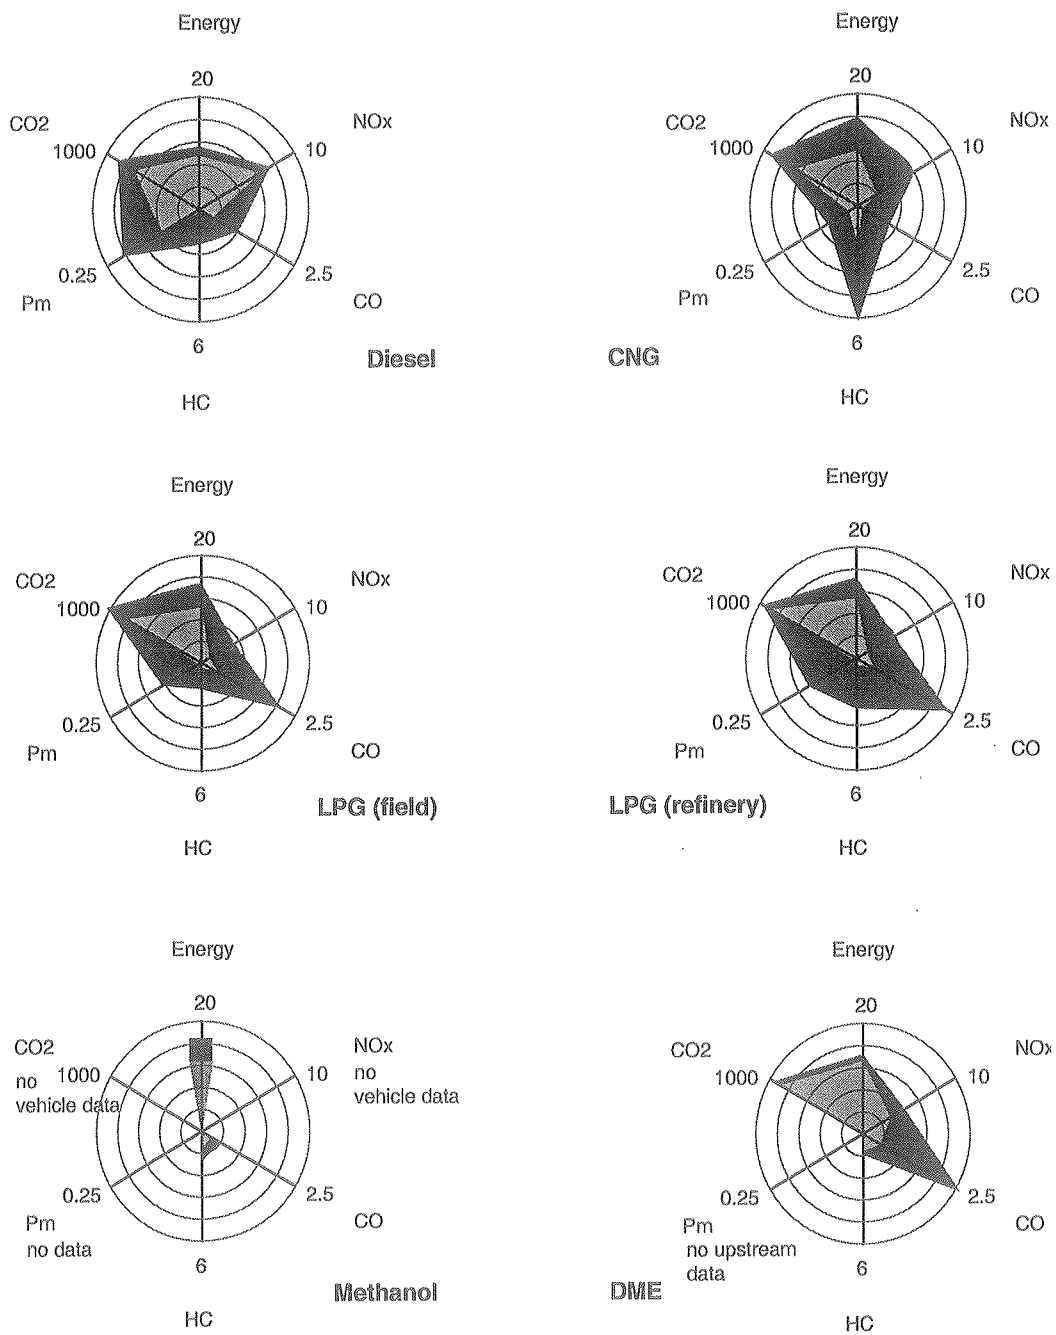 Energy
20
CO2
NOx
1000
10
0.25
2.5
Pm
CO
6
Diesel
HC
Energy
20
CO2
NOx
1000
10
0.25
2.5
Pm
CO
6
CNG
HC
Energy
20
CO2
NOx
1000
10
0.25
2.5
Pm
CO
6
LPG (field)
HC
Energy
20
CO2
NOx
1000
10
0.25
2.5
Pm
CO
6
LPG (refinery)
HC
Energy
20
CO2
NOx
no
1000
10
no
vehicle data
vehicle data
0.25
2.5
Pm
CO
no data
6
Methanol
HC
Energy
20
CO2
NOx
1000
10
0.25
2.5
Pm
CO
no upstream
data
6
DME
HC